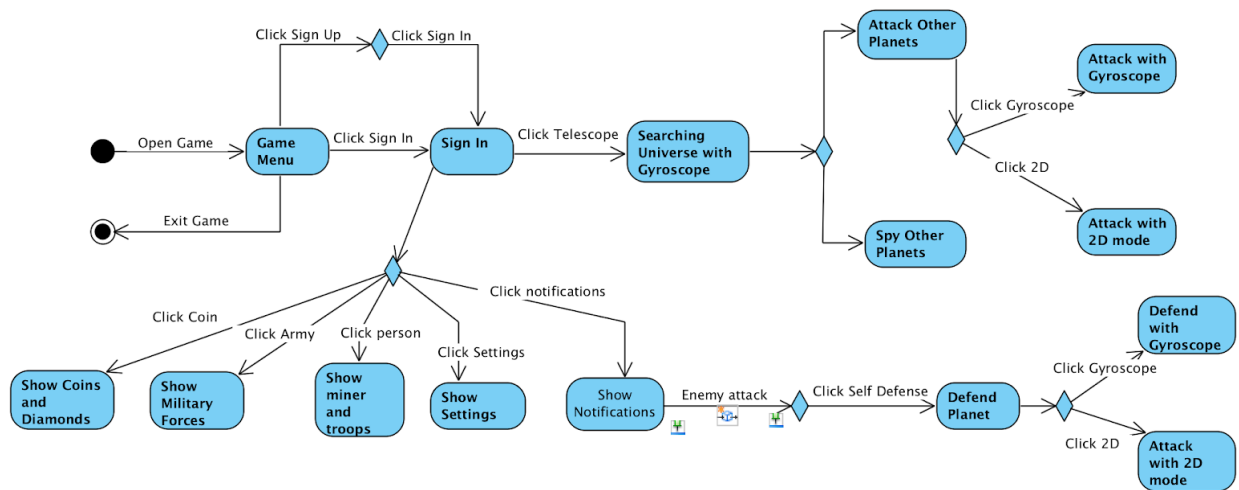 Click Sign Up
Click Sign In
Attack Other
Planets
Attack with
Gyroscope
Click Gyroscope
Open Game
Game
Menu
Click Sign In
Sign In
Click Telescope
Searching
Universe with
Gyroscope
Click 2D
Exit Game
Attack with
2D mode
Spy Other
Planets
Click notifications
Click Coin
Click Army
Click person
Click Settings
Show Coins
and
Diamonds
Show
Military
Forces
Show
miner
and
troops
Show
Settings
Show
Notifications
Enemy attack
Click Self Defense
Defend
Planet
Defend
with
Gyroscope
Click Gyroscope
Click 2D
Attack
with 2D
mode